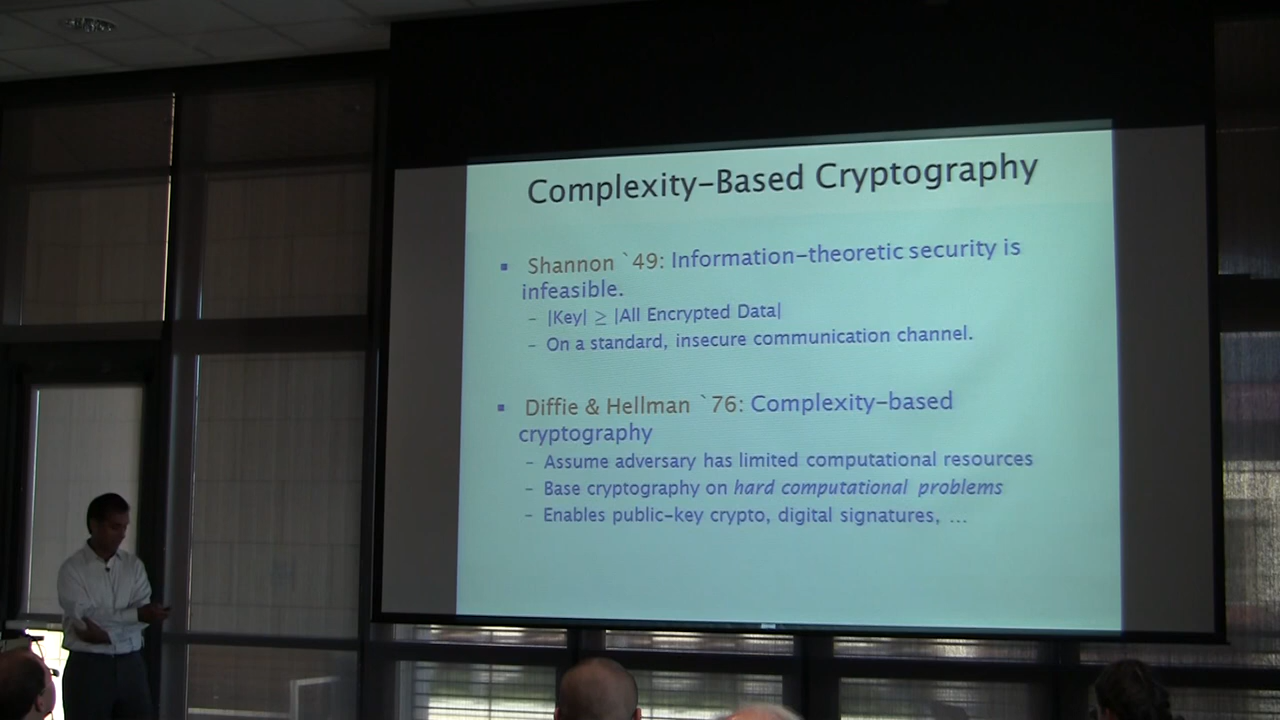 Complexity-Based Cryptography
▪ Shannon `49: Information-theoretic security is
infeasible.
– |Key| ≥ |All Encrypted Data|
– On a standard, insecure communication channel.
▪ Diffie & Hellman `76: Complexity-based
cryptography
– Assume adversary has limited computational resources
– Base cryptography on hard computational problems
– Enables public-key crypto, digital signatures, ...